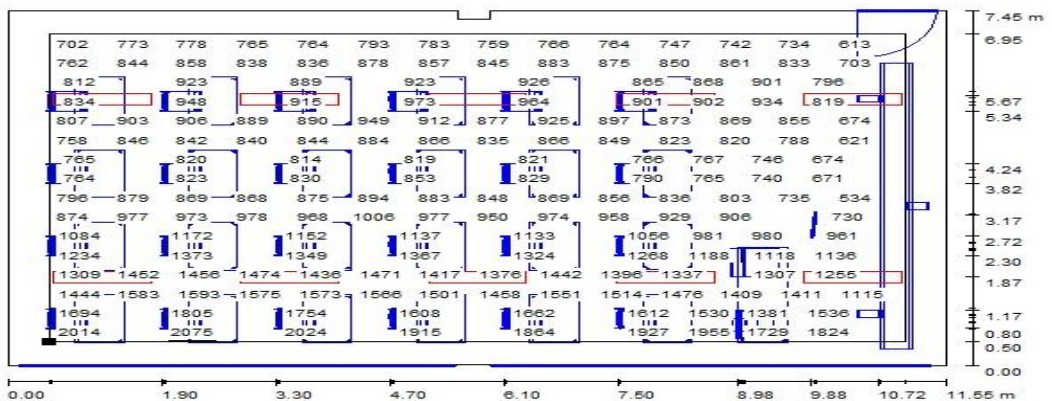 7.45 m
702 773 778 765 764 793 783 759 766 764 747 742 734 613
6.95
762 844 858 838 836 878 857 845 883 875 850 861 833 703
812 923 889 923 926 865 868 901 796
834 948 915 973 964 901 902 934 819
5.67
807 903 906 889 890 949 912 877 925 897 873 869 855 674
5.34
758 846 842 840 844 884 866 835 866 849 823 820 788 621
765 820 814 819 821 766 767 746 674
4.24
764 823 830 853 829 790 765 740 671
3.82
796 879 869 868 875 894 883 848 869 856 836 803 735 534
874 977 973 978 968 1006 977 950 974 958 929 906 730
3.17
1084 1172 1152 1137 1133 1056 981 980 961
2.72
1234 1373 1349 1367 1324 1268 1188 1118 1136
2.30
1309 1452 1456 1474 1436 1471 1417 1376 1442 1396 1337 1307 1255
1.87
1444 1583 1593 1575 1573 1566 1501 1458 1551 1514 1476 1409 1411 1115
1694 1805 1754 1608 1662 1612 1530 1381 1536
1.17
2014 2075 2024 1915 1864 1927 1955 1729 1824
0.80
0.50
0.00
0.00 1.90 3.30 4.70 6.10 7.50 8.98 9.88 10.72 11.55 m